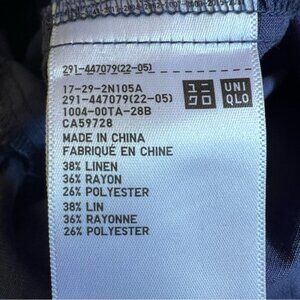 291-447079(22-05)
17-29-2N105A
291-447079(22-05)
1004-00TA-28B
CA59728
ユニ
クロ
UNI
QLO
MADE IN CHINA
FABRIQUÉ EN CHINE
38% LINEN
36% RAYON
26% POLYESTER
38% LIN
36% RAYONNE
26% POLYESTER